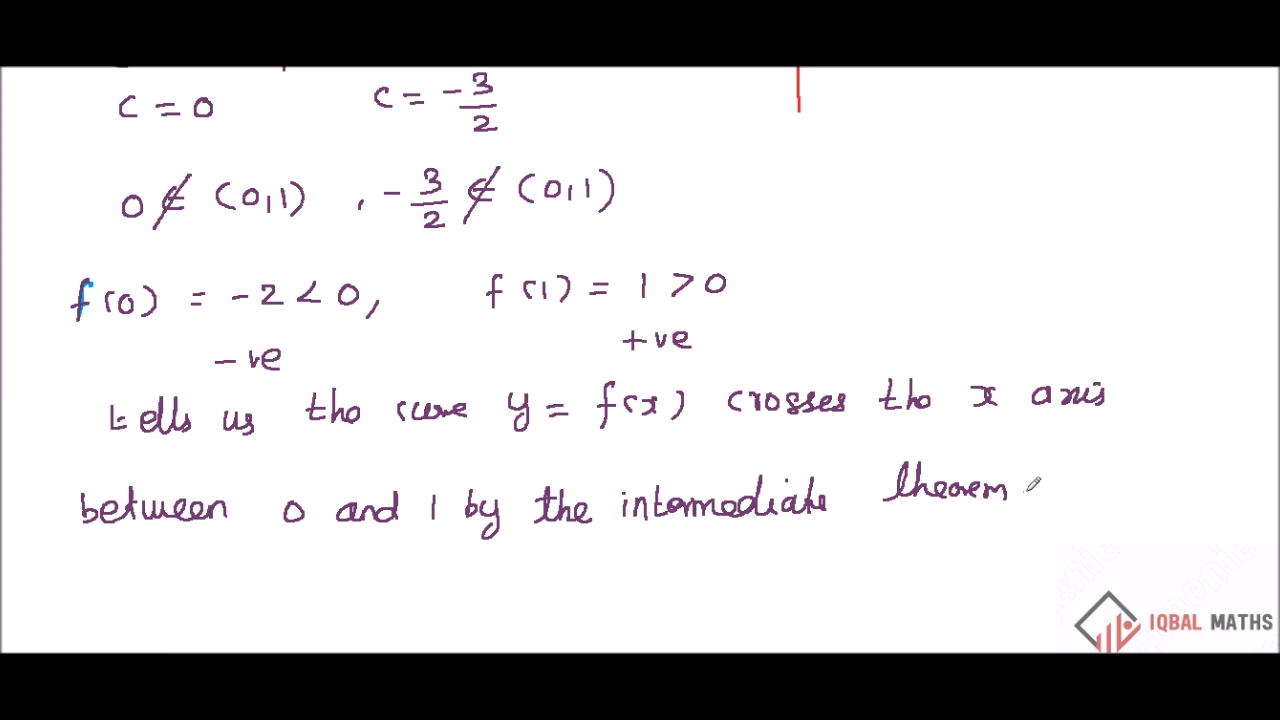 c = 0 c = -3/2
0 ∉ (0,1) , -3/2 ∉ (0,1)
f(0) = -2 < 0, f(1) = 1 > 0
-ve +ve
tells us the curve y = f(x) crosses the x axis
between 0 and 1 by the intermediate theorem
IQBAL MATHS